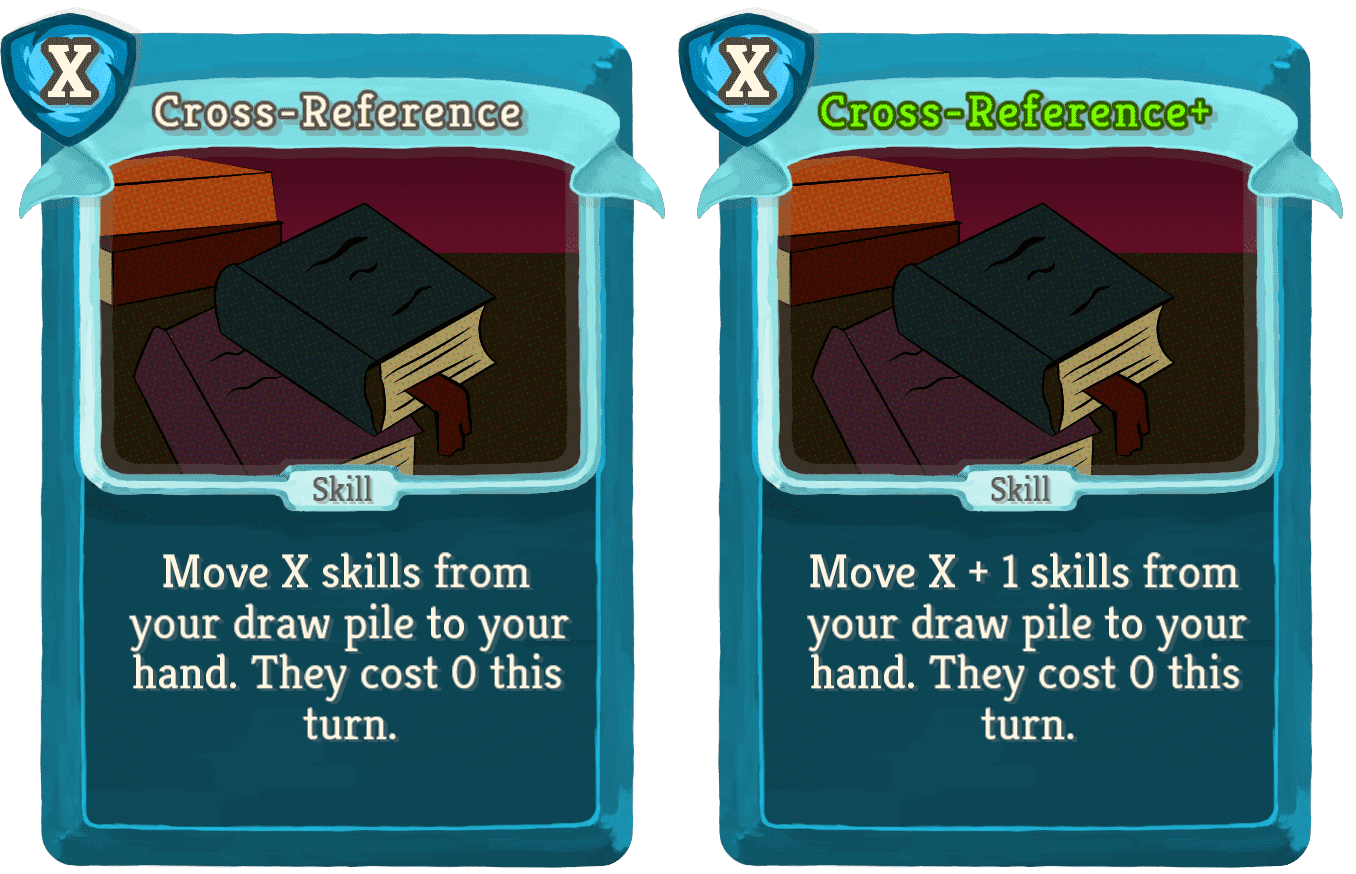 X
Cross-Reference
Skill
Move X skills from
your draw pile to your
hand. They cost 0 this
turn.
X
Cross-Reference+
Skill
Move X + 1 skills from
your draw pile to your
hand. They cost 0 this
turn.